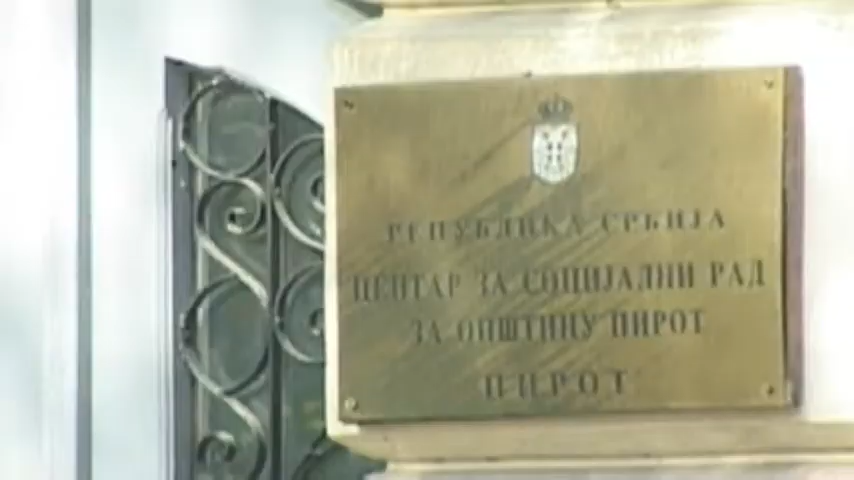 РЕПУБЛИКА СРБИЈА
ЦЕНТАР ЗА СОЦИЈАЛНИ РАД
ЗА ОПШТИНУ ПИРОТ
ПИРОТ